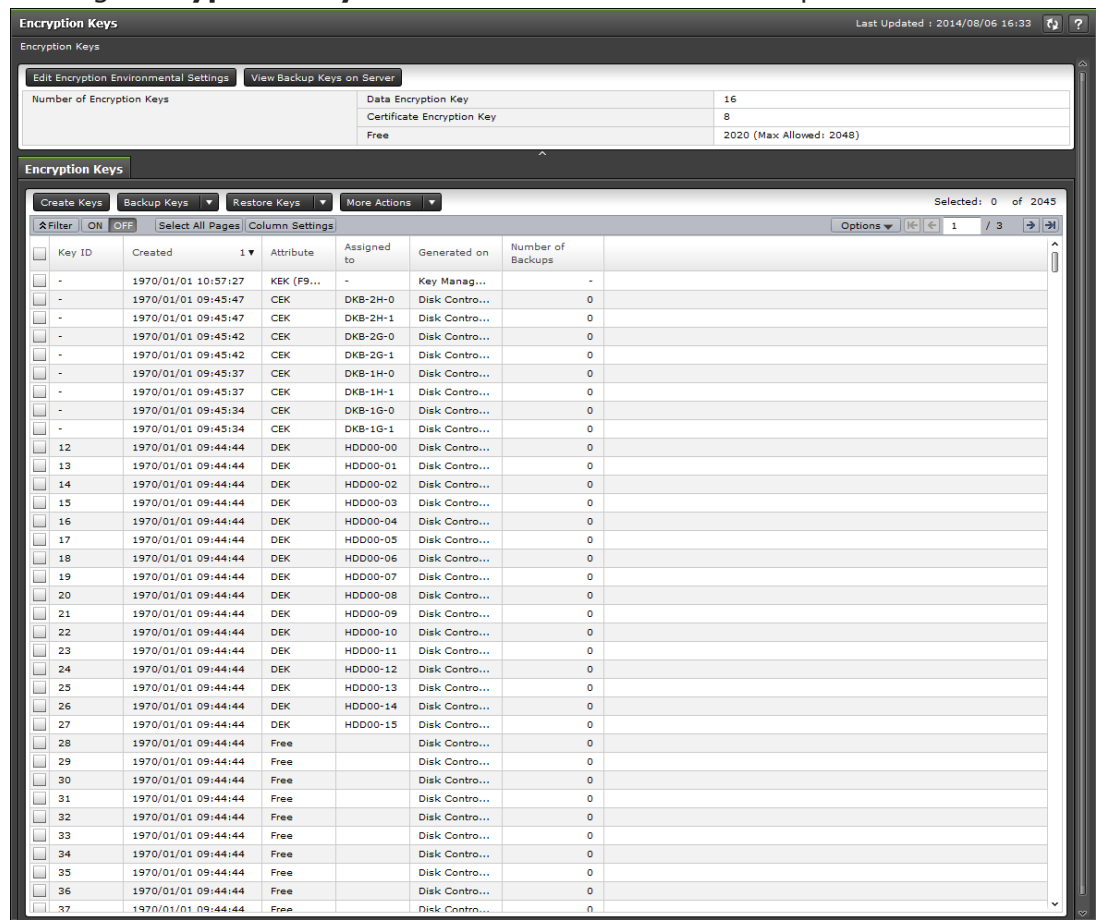 Encryption Keys Last Updated : 2014/08/06 16:33 ?
Encryption Keys
Edit Encryption Environmental Settings View Backup Keys on Server
Number of Encryption Keys Data Encryption Key 16
Certificate Encryption Key 8
Free 2020 (Max Allowed: 2048)
Encryption Keys
Create Keys Backup Keys Restore Keys More Actions Selected: 0 of 2045
Filter ON OFF Select All Pages Column Settings Options 1 / 3
Key ID Created 1 Attribute Assigned to Generated on Number of Backups
- 1970/01/01 10:57:27 KEK (F9... - Key Manag... -
- 1970/01/01 09:45:47 CEK DKB-2H-0 Disk Contro... 0
- 1970/01/01 09:45:47 CEK DKB-2H-1 Disk Contro... 0
- 1970/01/01 09:45:42 CEK DKB-2G-0 Disk Contro... 0
- 1970/01/01 09:45:42 CEK DKB-2G-1 Disk Contro... 0
- 1970/01/01 09:45:37 CEK DKB-1H-0 Disk Contro... 0
- 1970/01/01 09:45:37 CEK DKB-1H-1 Disk Contro... 0
- 1970/01/01 09:45:34 CEK DKB-1G-0 Disk Contro... 0
- 1970/01/01 09:45:34 CEK DKB-1G-1 Disk Contro... 0
12 1970/01/01 09:44:44 DEK HDD00-00 Disk Contro... 0
13 1970/01/01 09:44:44 DEK HDD00-01 Disk Contro... 0
14 1970/01/01 09:44:44 DEK HDD00-02 Disk Contro... 0
15 1970/01/01 09:44:44 DEK HDD00-03 Disk Contro... 0
16 1970/01/01 09:44:44 DEK HDD00-04 Disk Contro... 0
17 1970/01/01 09:44:44 DEK HDD00-05 Disk Contro... 0
18 1970/01/01 09:44:44 DEK HDD00-06 Disk Contro... 0
19 1970/01/01 09:44:44 DEK HDD00-07 Disk Contro... 0
20 1970/01/01 09:44:44 DEK HDD00-08 Disk Contro... 0
21 1970/01/01 09:44:44 DEK HDD00-09 Disk Contro... 0
22 1970/01/01 09:44:44 DEK HDD00-10 Disk Contro... 0
23 1970/01/01 09:44:44 DEK HDD00-11 Disk Contro... 0
24 1970/01/01 09:44:44 DEK HDD00-12 Disk Contro... 0
25 1970/01/01 09:44:44 DEK HDD00-13 Disk Contro... 0
26 1970/01/01 09:44:44 DEK HDD00-14 Disk Contro... 0
27 1970/01/01 09:44:44 DEK HDD00-15 Disk Contro... 0
28 1970/01/01 09:44:44 Free Disk Contro... 0
29 1970/01/01 09:44:44 Free Disk Contro... 0
30 1970/01/01 09:44:44 Free Disk Contro... 0
31 1970/01/01 09:44:44 Free Disk Contro... 0
32 1970/01/01 09:44:44 Free Disk Contro... 0
33 1970/01/01 09:44:44 Free Disk Contro... 0
34 1970/01/01 09:44:44 Free Disk Contro... 0
35 1970/01/01 09:44:44 Free Disk Contro... 0
36 1970/01/01 09:44:44 Free Disk Contro... 0
37 1970/01/01 09:44:44 Free Disk Contro... 0